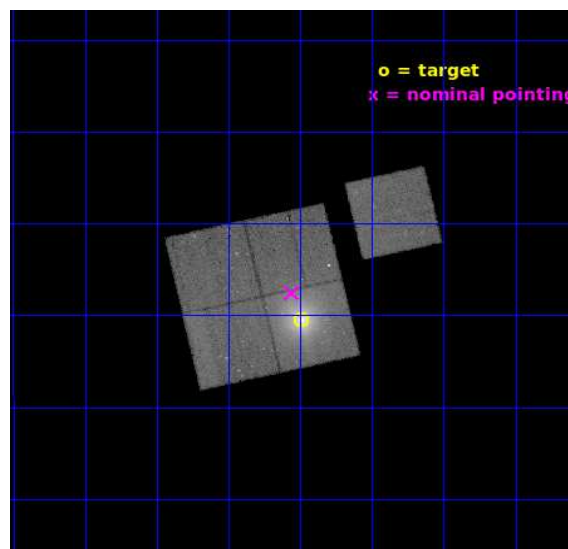 o = target
x = nominal pointing